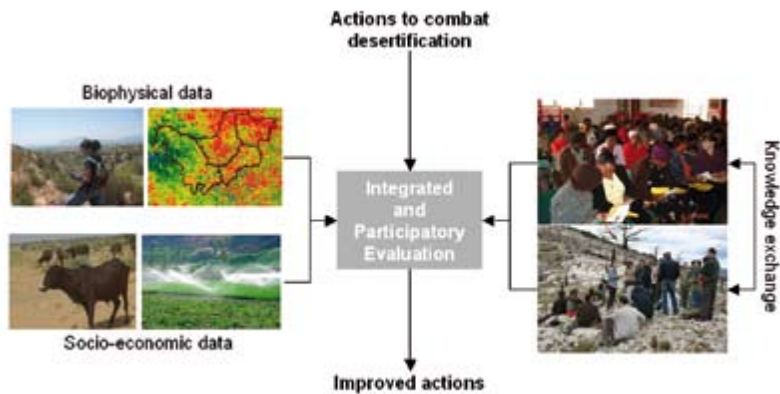 Actions to combat
desertification
Biophysical data
Integrated
and
Participatory
Evaluation
Knowledge exchange
Socio-economic data
Improved actions